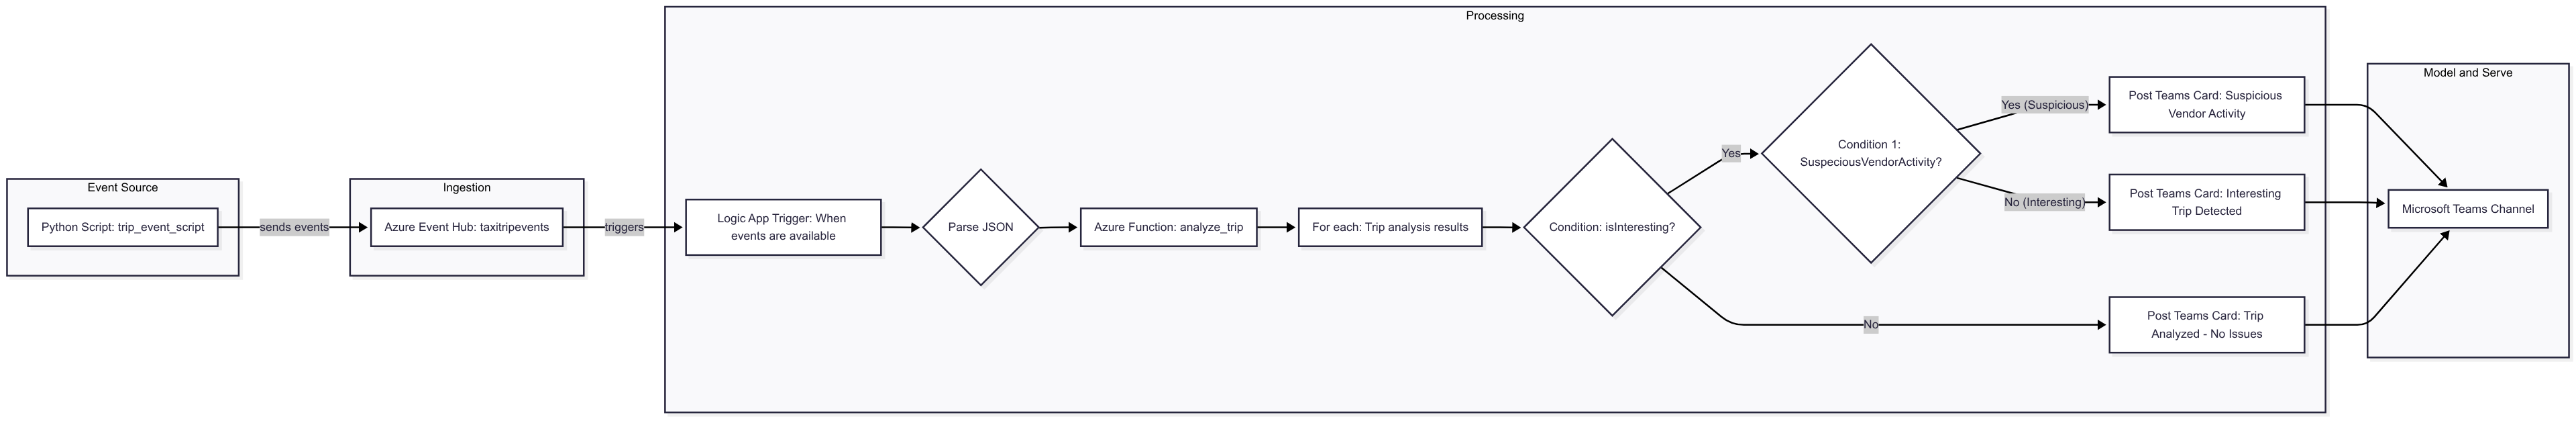 Event Source
Python Script: trip_event_script
sends events
Ingestion
Azure Event Hub: taxitripevents
triggers
Processing
Logic App Trigger: When
events are available
Parse JSON
Azure Function: analyze_trip
For each: Trip analysis results
Condition: isInteresting?
Yes
No
Condition 1:
SuspeciousVendorActivity?
Yes (Suspicious)
No (Interesting)
Post Teams Card: Suspicious
Vendor Activity
Post Teams Card: Interesting
Trip Detected
Post Teams Card: Trip
Analyzed - No Issues
Model and Serve
Microsoft Teams Channel